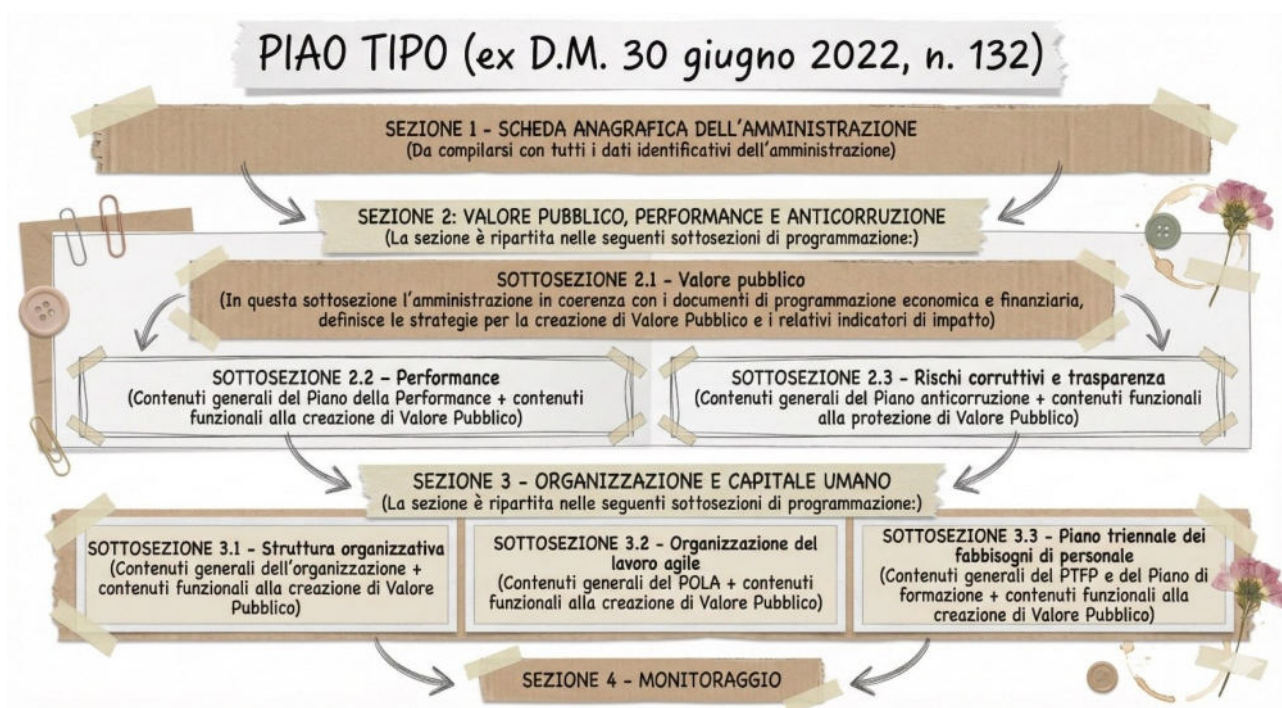 PIAO TIPO (ex D.M. 30 giugno 2022, n. 132)
SEZIONE 1 - SCHEDA ANAGRAFICA DELL'AMMINISTRAZIONE
(Da compilarsi con tutti i dati identificativi dell'amministrazione)
SEZIONE 2: VALORE PUBBLICO, PERFORMANCE E ANTICORRUZIONE
(La sezione è ripartita nelle seguenti sottosezioni di programmazione:)
SOTTOSEZIONE 2.1 - Valore pubblico
(In questa sottosezione l'amministrazione in coerenza con i documenti di programmazione economica e finanziaria,
definisce le strategie per la creazione di Valore Pubblico e i relativi indicatori di impatto)
SOTTOSEZIONE 2.2 – Performance
(Contenuti generali del Piano della Performance + contenuti
funzionali alla creazione di Valore Pubblico)
SOTTOSEZIONE 2.3 - Rischi corruttivi e trasparenza
(Contenuti generali del Piano anticorruzione + contenuti funzionali
alla protezione di Valore Pubblico)
SEZIONE 3 - ORGANIZZAZIONE E CAPITALE UMANO
(La sezione è ripartita nelle seguenti sottosezioni di programmazione:)
SOTTOSEZIONE 3.1 - Struttura organizzativa
(Contenuti generali dell'organizzazione +
contenuti funzionali alla creazione di Valore
Pubblico)
SOTTOSEZIONE 3.2 - Organizzazione del
lavoro agile
(Contenuti generali del POLA + contenuti
funzionali alla creazione di Valore Pubblico)
SOTTOSEZIONE 3.3 - Piano triennale dei
fabbisogni di personale
(Contenuti generali del PTFP e del Piano di
formazione + contenuti funzionali alla
creazione di Valore Pubblico)
SEZIONE 4 - MONITORAGGIO